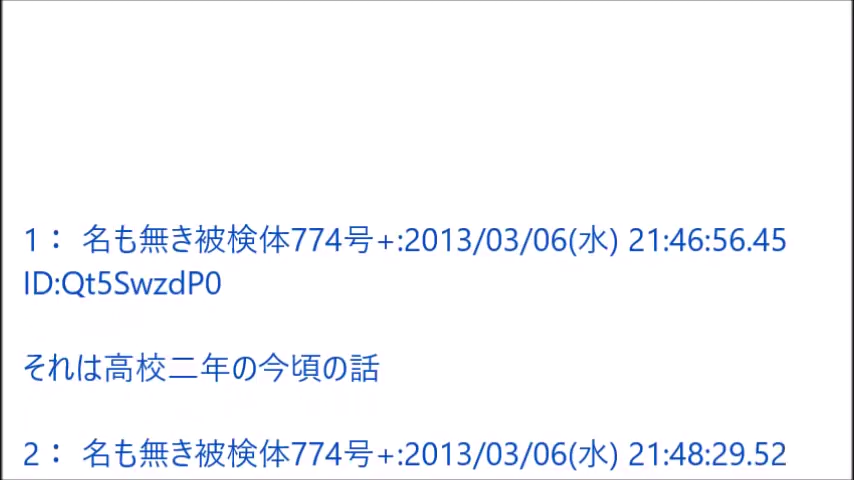 1： 名も無き被検体774号+:2013/03/06(水) 21:46:56.45
ID:Qt5SwzdP0
それは高校二年の今頃の話
2： 名も無き被検体774号+:2013/03/06(水) 21:48:29.52